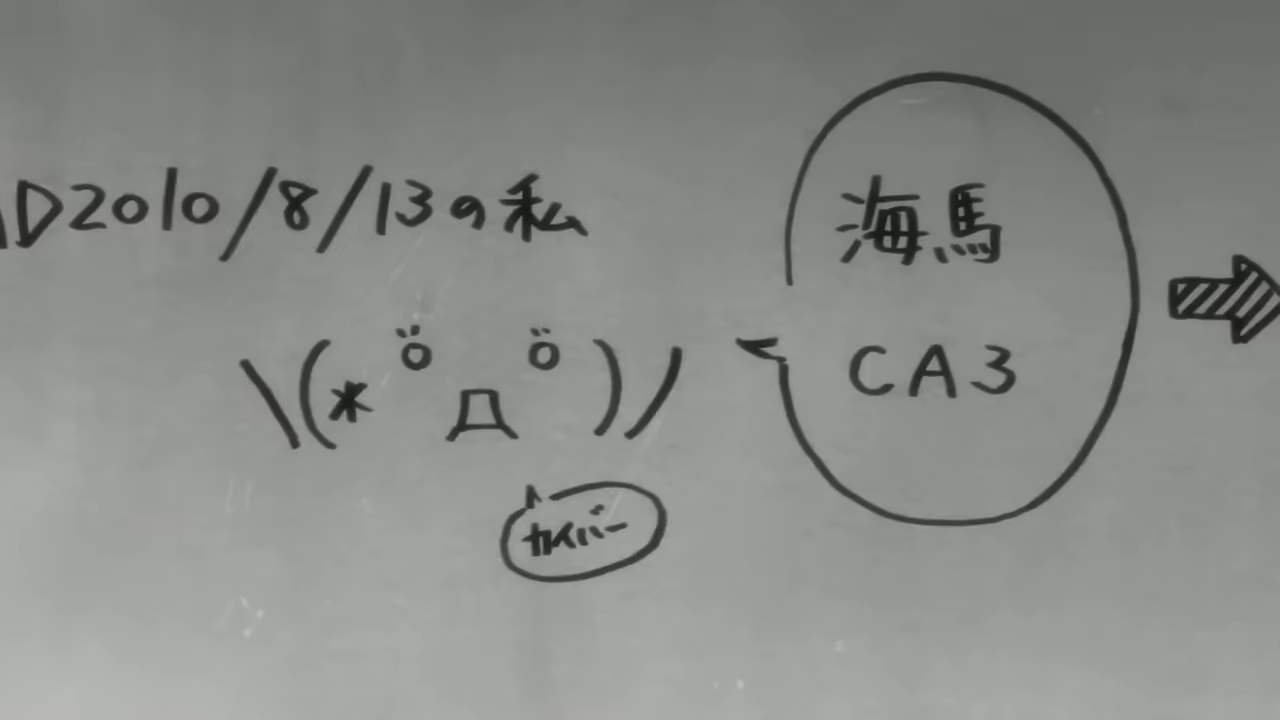 AD2010/8/13の私
海馬
CA3
\(* ӧ Д ӧ )/
カイバー